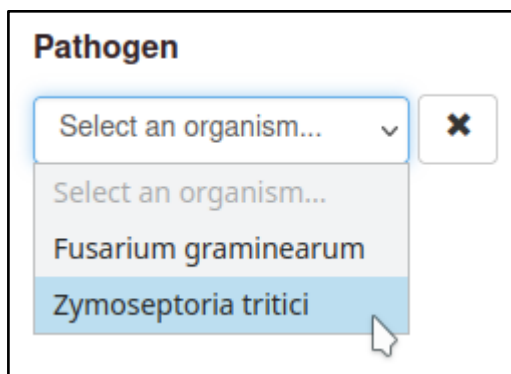 Pathogen
Select an organism...
Select an organism...
Fusarium graminearum
Zymoseptoria tritici